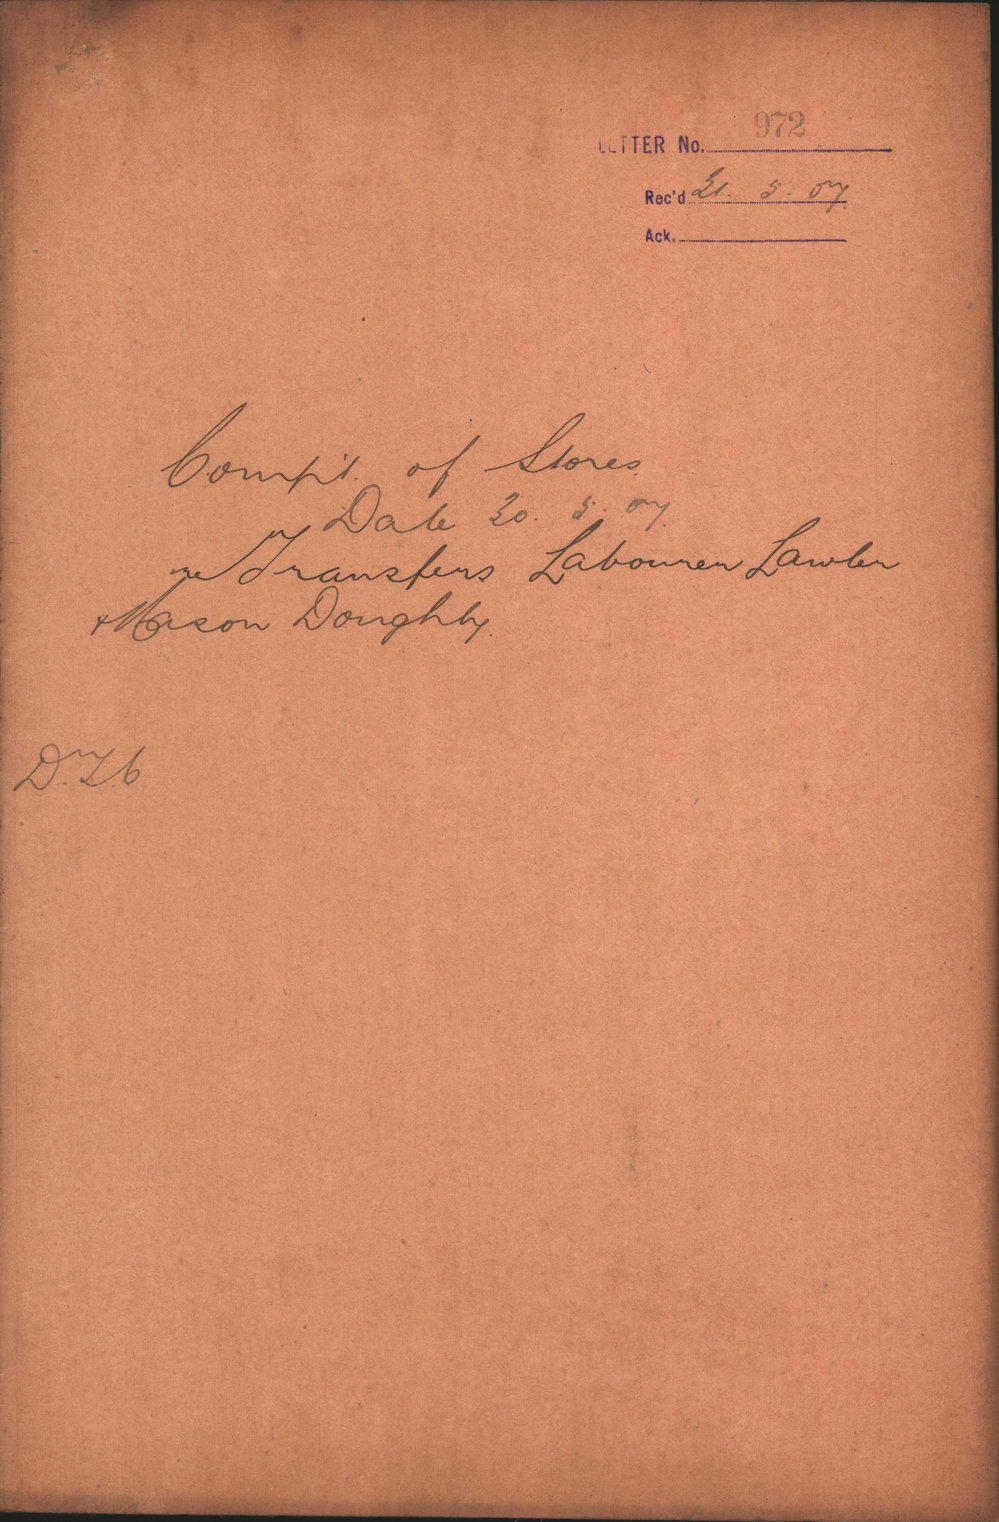 LETTER No. 972
Rec'd 21. 5. 07.
Ack.
Compt. of Stores.
Date 20. 5. 07.
re Transfers Labourer Lawler
& Mason Doughty.
D.T.6